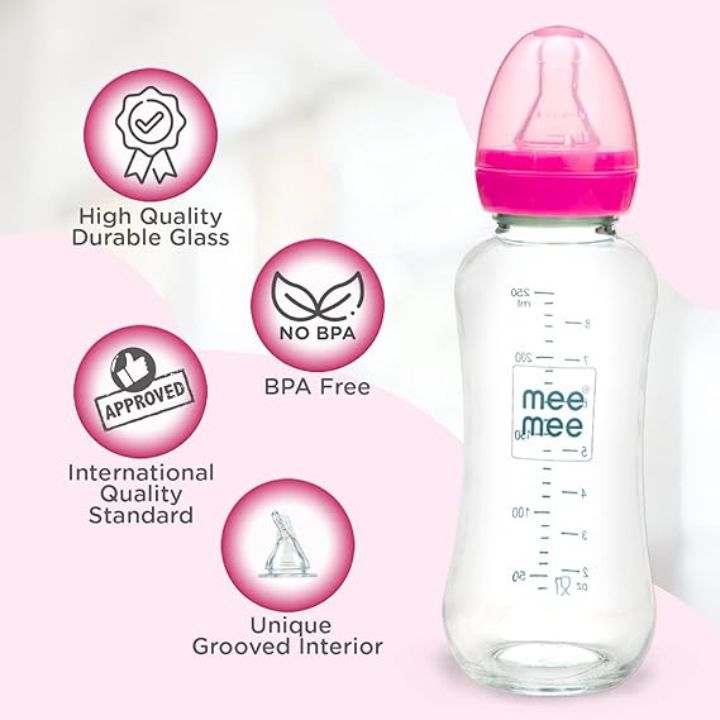 High Quality
Durable Glass
NO BPA
BPA Free
APPROVED
International
Quality
Standard
Unique
Grooved Interior
250
ml
8
200
7
mee®
mee
150
5
4
100
3
50
2
oz